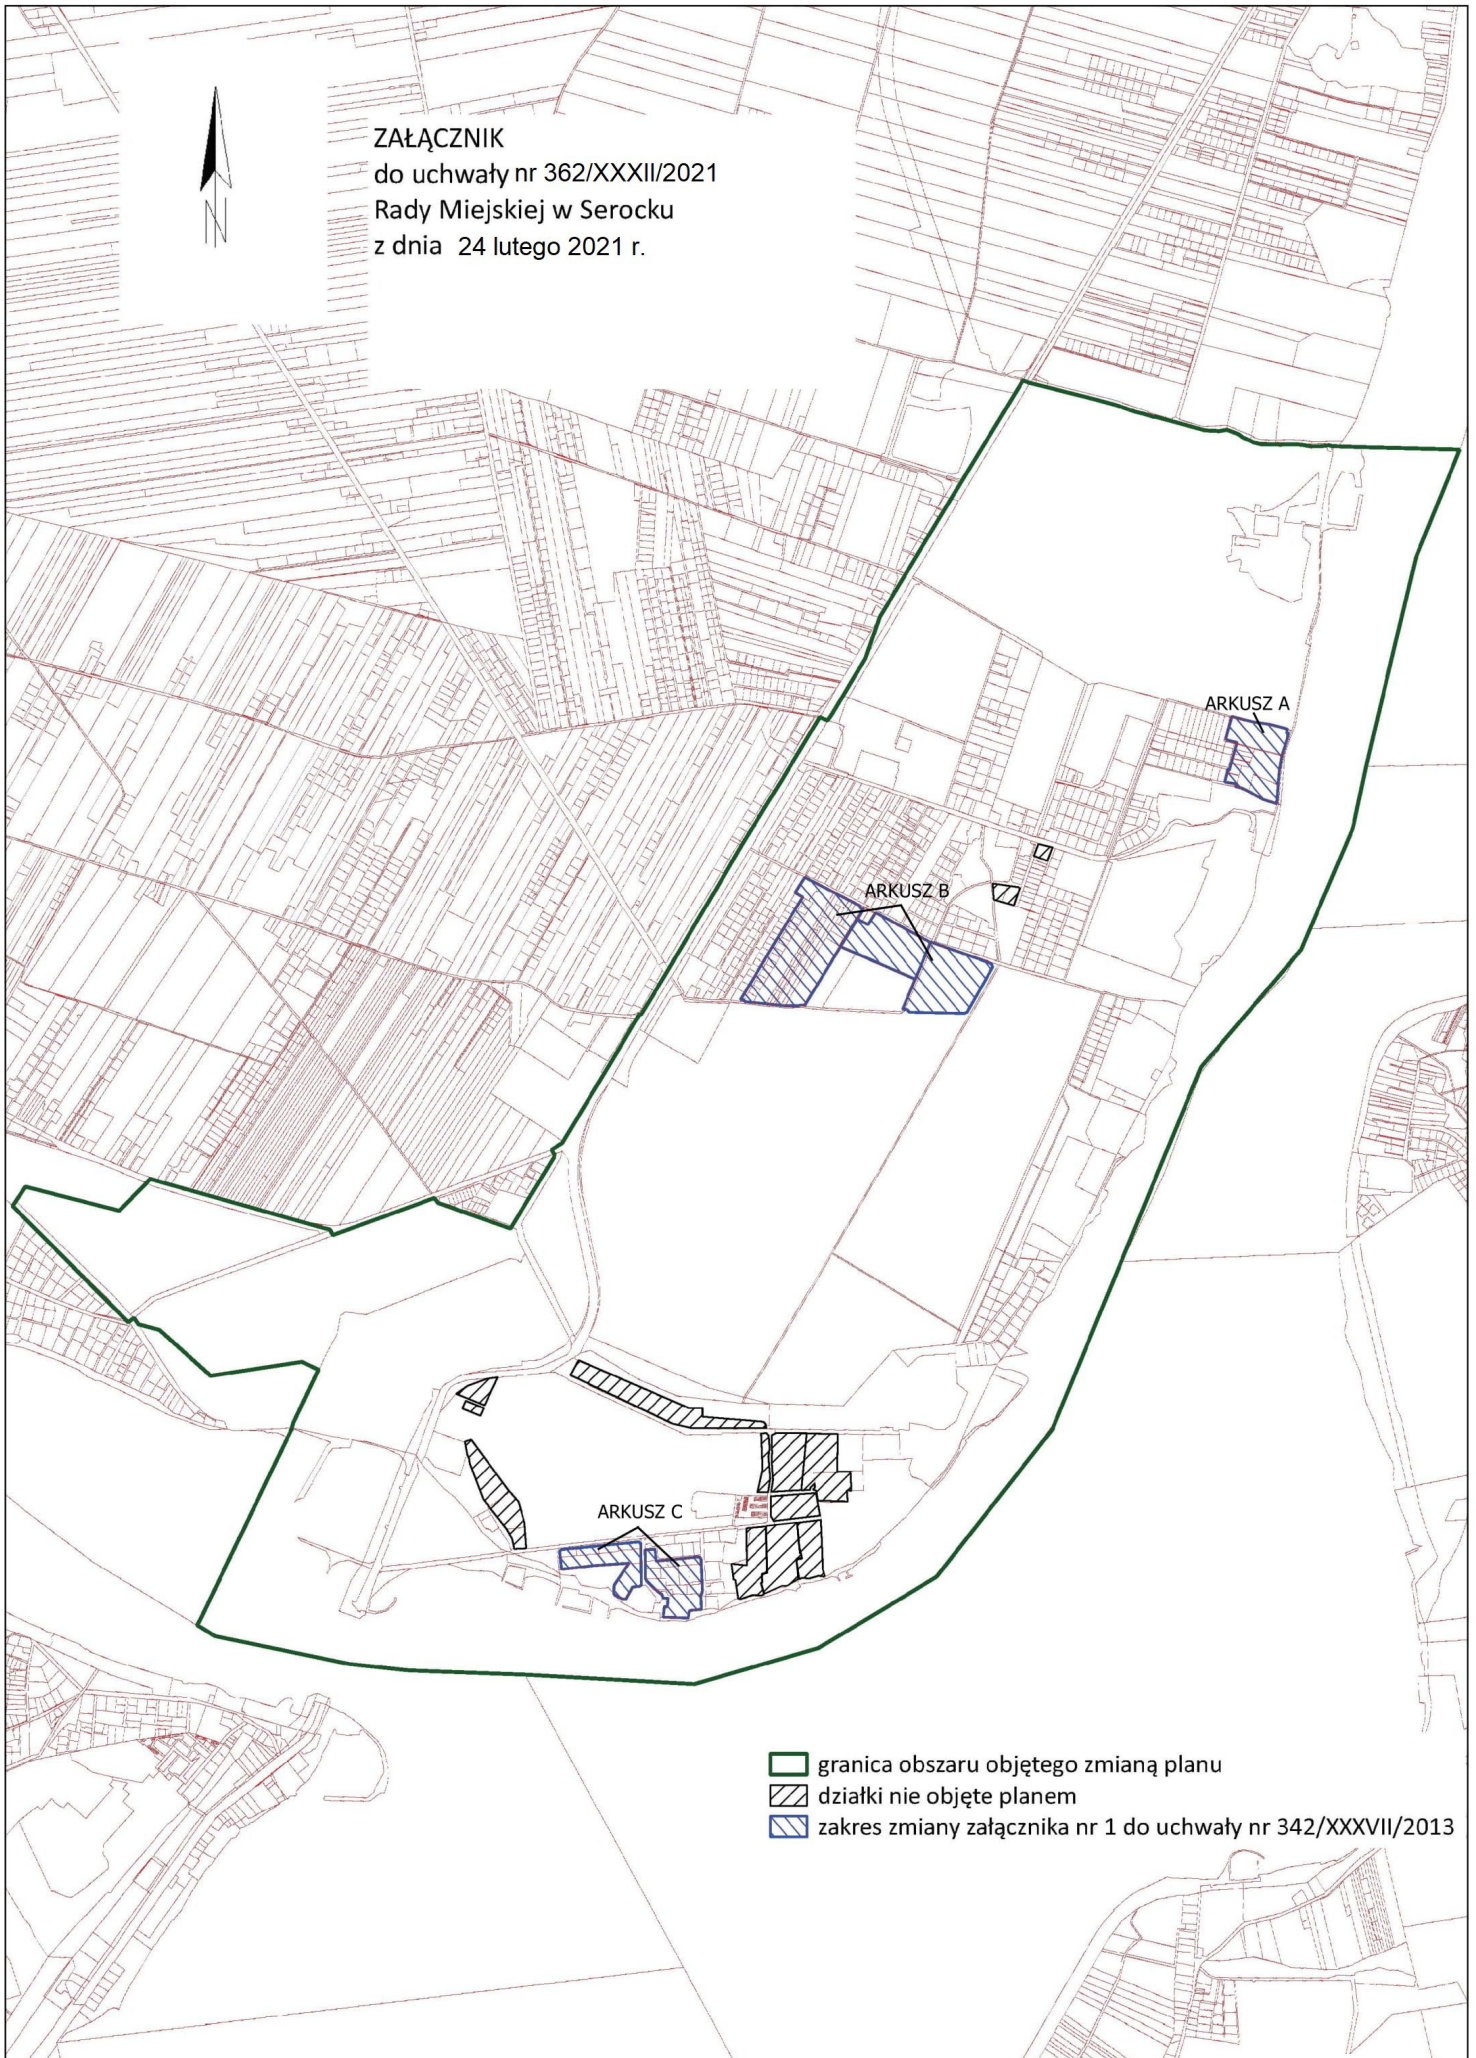 N
ZAŁĄCZNIK
do uchwały nr 362/XXXII/2021
Rady Miejskiej w Serocku
z dnia 24 lutego 2021 r.
ARKUSZ A
ARKUSZ B
ARKUSZ C
granica obszaru objętego zmianą planu
działki nie objęte planem
zakres zmiany załącznika nr 1 do uchwały nr 342/XXXVII/2013